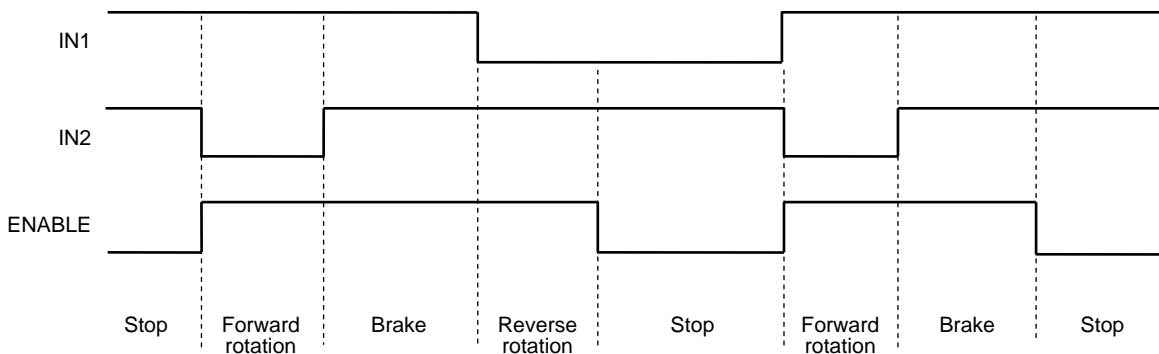 IN1
IN2
ENABLE
Stop
Forward
rotation
Brake
Reverse
rotation
Stop
Forward
rotation
Brake
Stop